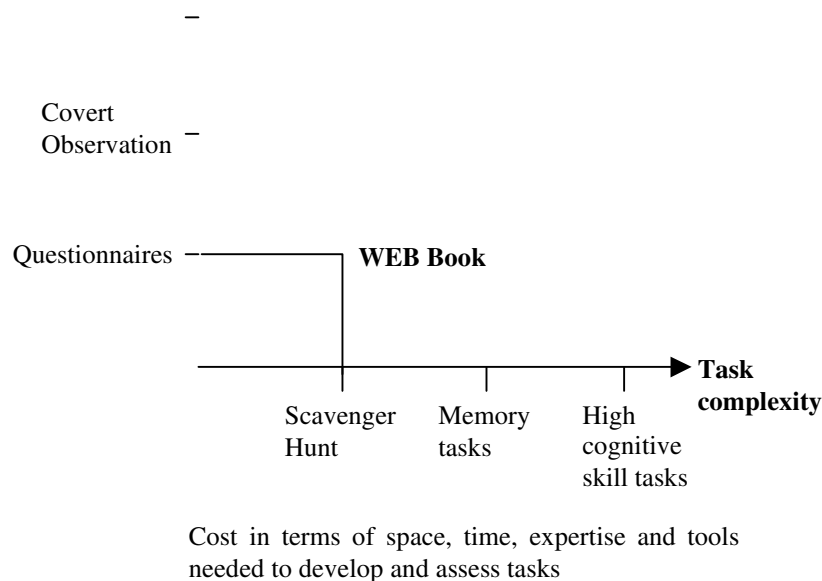 Covert
Observation
Questionnaires
WEB Book
Task
complexity
Scavenger
Hunt
Memory
tasks
High
cognitive
skill tasks
Cost in terms of space, time, expertise and tools
needed to develop and assess tasks